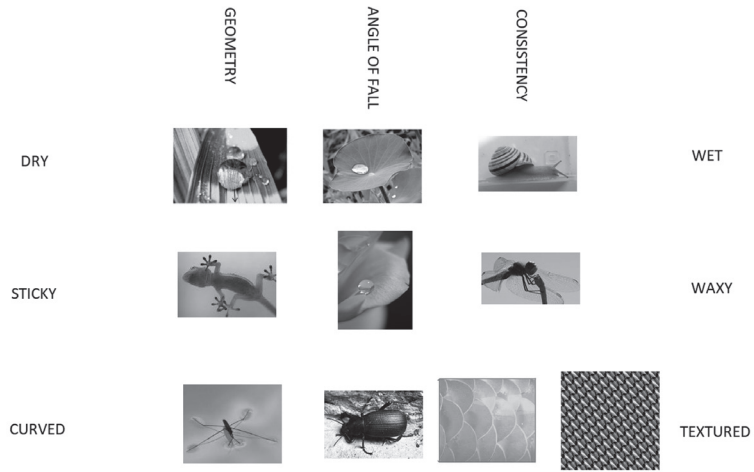 GEOMETRY
ANGLE OF FALL
CONSISTENCY
DRY
WET
STICKY
WAXY
CURVED
TEXTURED